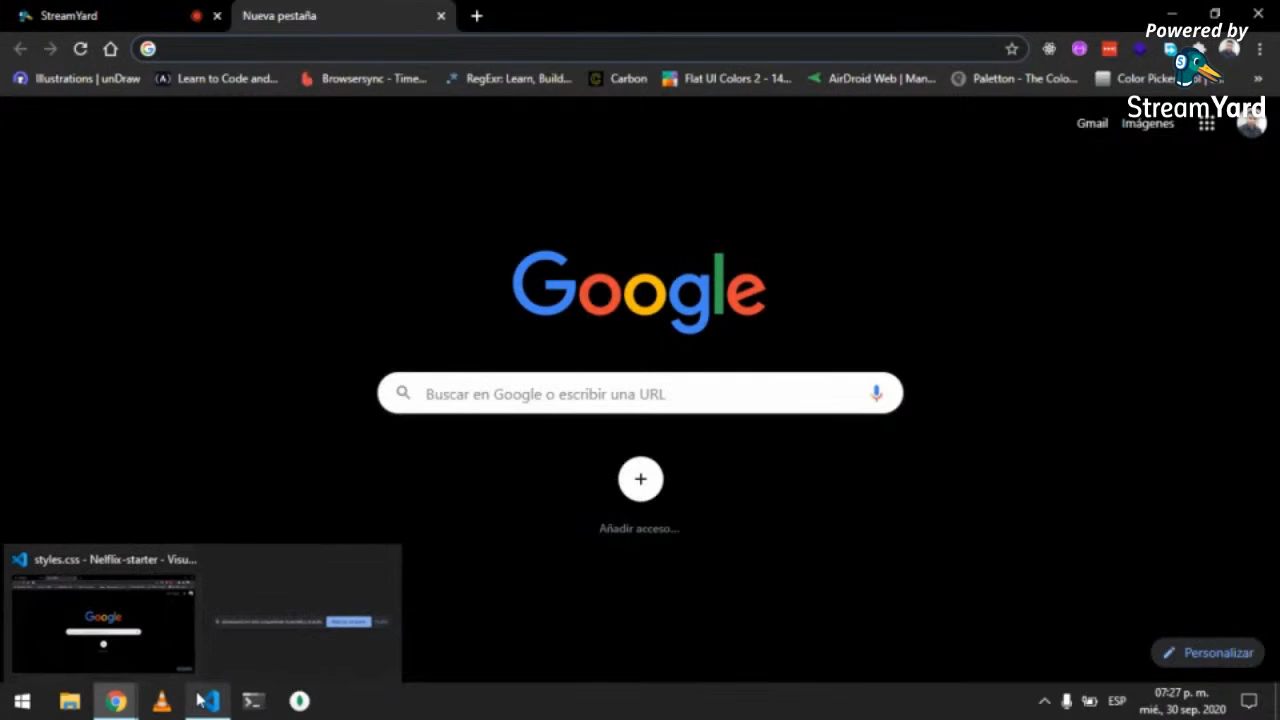 StreamYard
Nueva pestaña
Powered by
StreamYard
Illustrations | unDraw
Learn to Code and...
Browsersync - Time...
RegExr: Learn, Build...
Carbon
Flat UI Colors 2 - 14...
AirDroid Web | Man...
Paletton - The Colo...
Color Picker
Gmail
Imágenes
Google
Buscar en Google o escribir una URL
Añadir acceso...
styles.css - Nelflix-starter - Visu...
Google
Personalizar
ESP
07:27 p. m.
mié., 30 sep. 2020